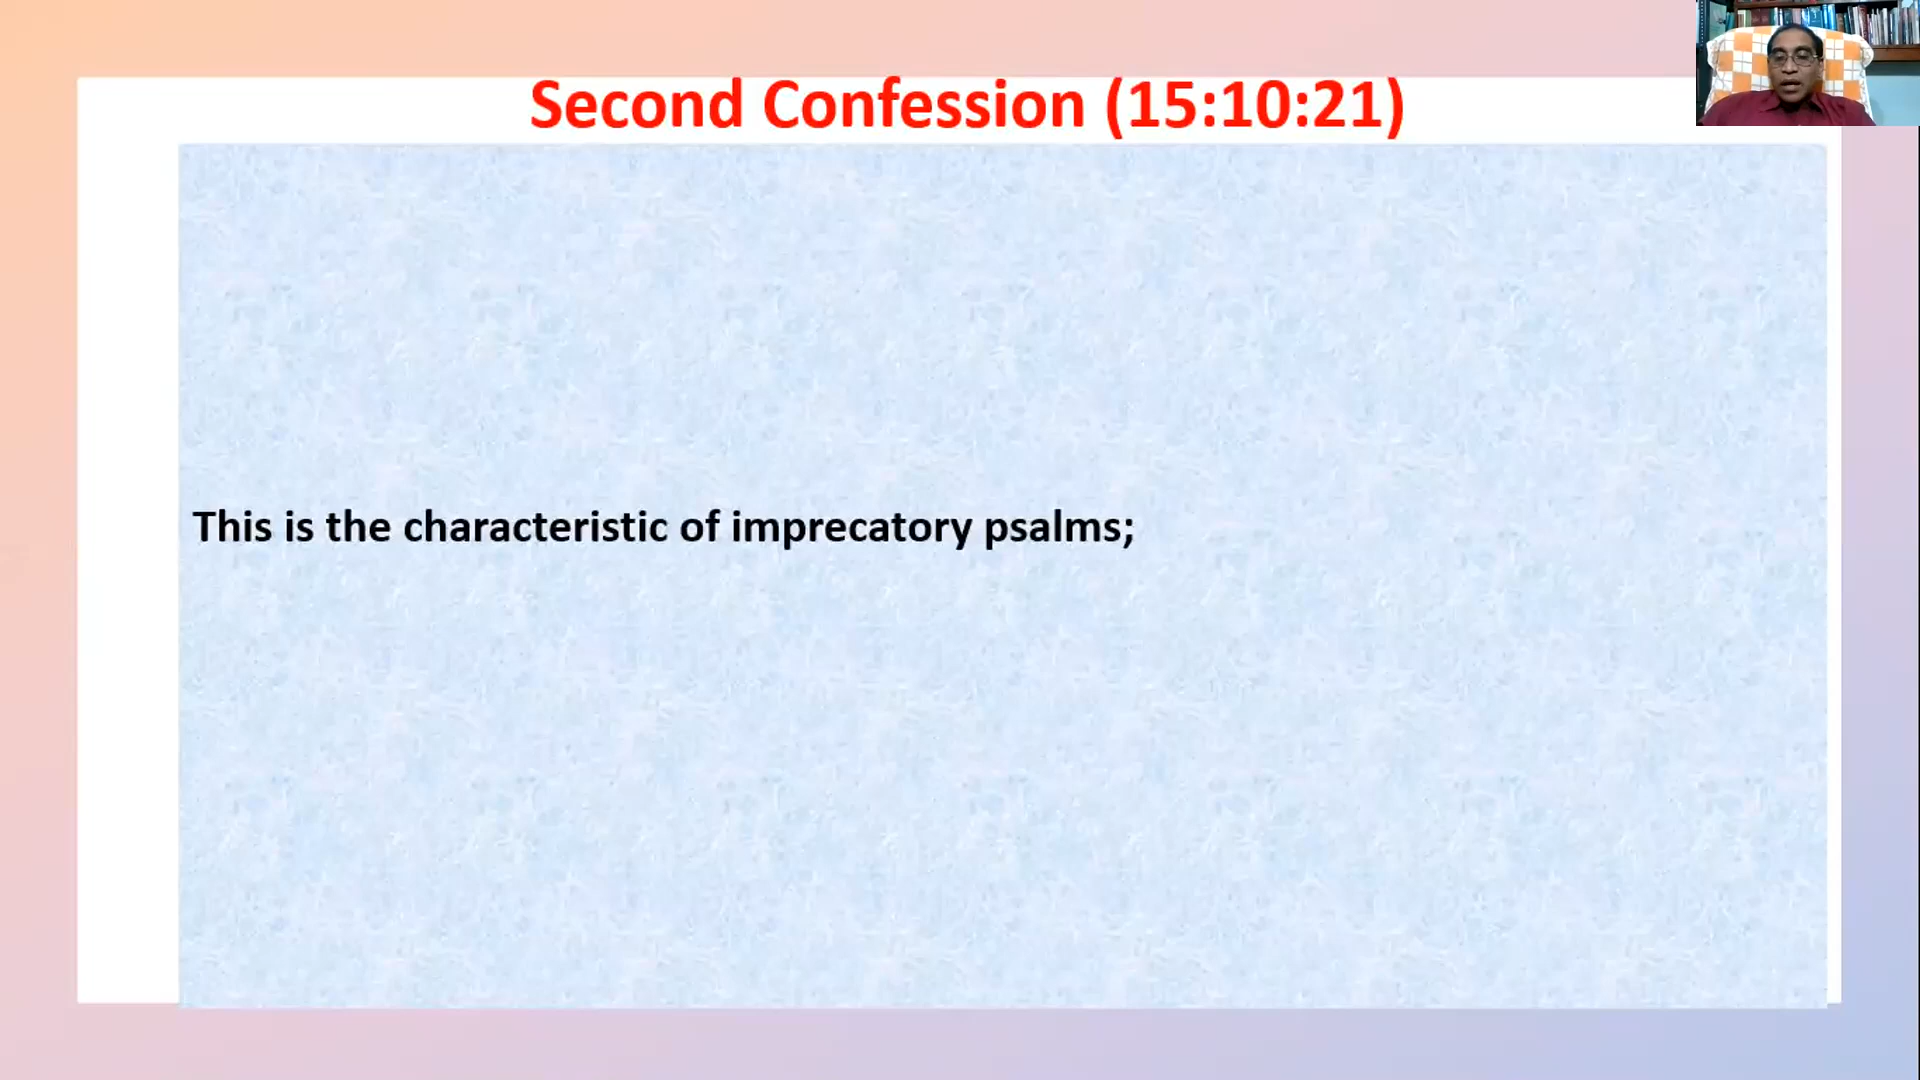 Second Confession (15:10:21)
This is the characteristic of imprecatory psalms;